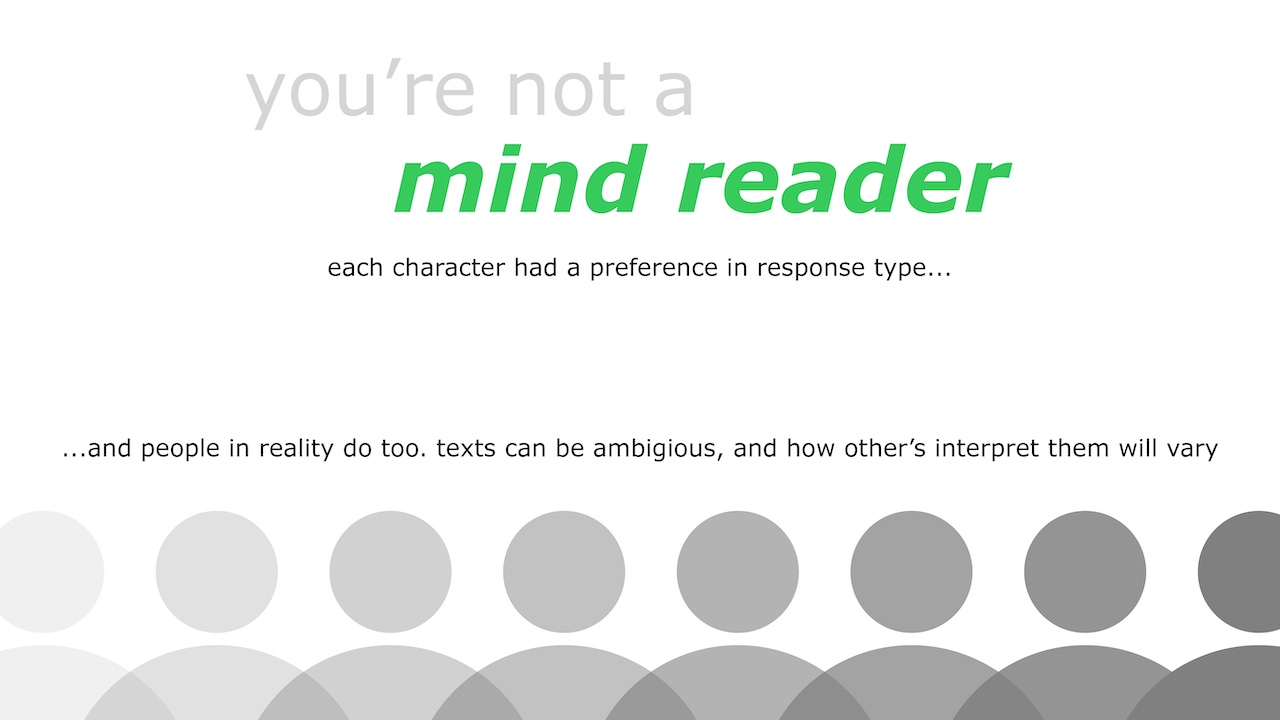 you’re not a
mind reader
each character had a preference in response type...
...and people in reality do too. texts can be ambigious, and how other’s interpret them will vary